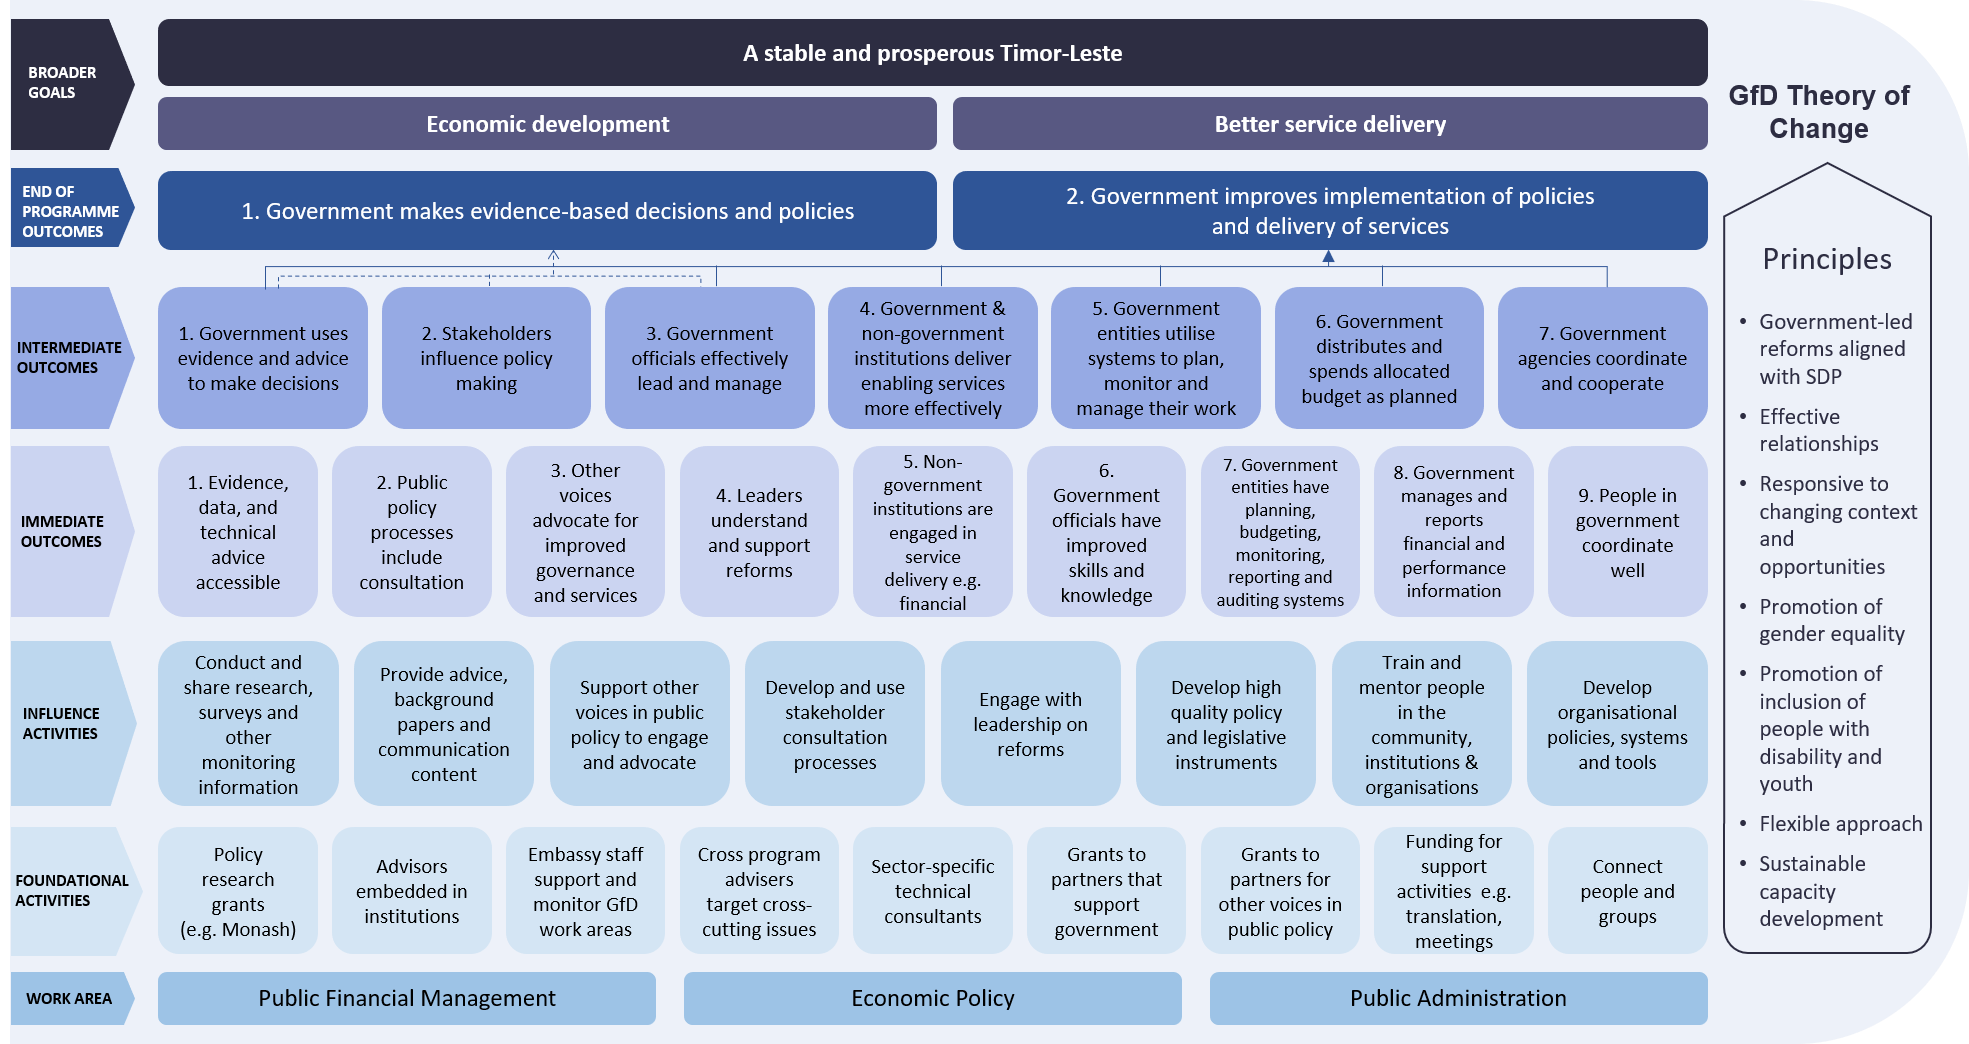 BROADER
GOALS
A stable and prosperous Timor-Leste
Economic development
Better service delivery
GfD Theory of
Change
END OF
PROGRAMME
OUTCOMES
1. Government makes evidence-based decisions and policies
2. Government improves implementation of policies
and delivery of services
INTERMEDIATE
OUTCOMES
1. Government uses
evidence and advice
to make decisions
2. Stakeholders
influence policy
making
3. Government
officials effectively
lead and manage
4. Government &
non-government
institutions deliver
enabling services
more effectively
5. Government
entities utilise
systems to plan,
monitor and
manage their work
6. Government
distributes and
spends allocated
budget as planned
7. Government
agencies coordinate
and cooperate
IMMEDIATE
OUTCOMES
1. Evidence,
data, and
technical
advice
accessible
2. Public
policy
processes
include
consultation
3. Other
voices
advocate for
improved
governance
and services
4. Leaders
understand
and support
reforms
5. Non-
government
institutions are
engaged in
service
delivery e.g.
financial
6.
Government
officials have
improved
skills and
knowledge
7. Government
entities have
planning,
budgeting,
monitoring,
reporting and
auditing systems
8. Government
manages and
reports
financial and
performance
information
9. People in
government
coordinate
well
INFLUENCE
ACTIVITIES
Conduct and
share research,
surveys and
other
monitoring
information
Provide advice,
background
papers and
communication
content
Support other
voices in public
policy to engage
and advocate
Develop and use
stakeholder
consultation
processes
Engage with
leadership on
reforms
Develop high
quality policy
and legislative
instruments
Train and
mentor people
in the
community,
institutions &
organisations
Develop
organisational
policies, systems
and tools
FOUNDATIONAL
ACTIVITIES
Policy
research
grants
(e.g. Monash)
Advisors
embedded in
institutions
Embassy staff
support and
monitor GfD
work areas
Cross program
advisers
target cross-
cutting issues
Sector-specific
technical
consultants
Grants to
partners that
support
government
Grants to
partners for
other voices in
public policy
Funding for
support
activities e.g.
translation,
meetings
Connect
people and
groups
WORK AREA
Public Financial Management
Economic Policy
Public Administration
Principles
• Government-led
reforms aligned
with SDP
• Effective
relationships
• Responsive to
changing context
and
opportunities
• Promotion of
gender equality
• Promotion of
inclusion of
people with
disability and
youth
• Flexible approach
• Sustainable
capacity
development